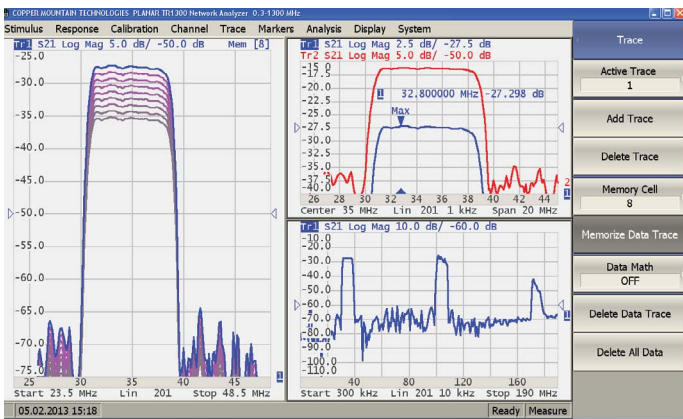 COPPER MOUNTAIN TECHNOLOGIES PLANAR TR1300 Network Analyzer 0.3-1300 MHz
Stimulus Response Calibration Channel Trace Markers Analysis Display System
Tr1 S21 Log Mag 5.0 dB/ -50.0 dB Mem [8]
-25.0
-30.0
-35.0
-40.0
-45.0
-50.0
-55.0
-60.0
-65.0
-70.0
-75.0
25 30 35 40 45
Start 23.5 MHz Lin 201 Stop 48.5 MHz
1
Tr1 S21 Log Mag 2.5 dB/ -27.5 dB
Tr2 S21 Log Mag 5.0 dB/ -50.0 dB
-15.0
-17.5
-20.0
-22.5
-25.0
-27.5
-30.0
-32.5
-35.0
-37.5
-40.0
1 32.800000 MHz -27.298 dB
Max
2
26 28 30 32 34 36 38 40 42 44
1
Center 35 MHz Lin 201 1 kHz Span 20 MHz
Tr1 S21 Log Mag 10.0 dB/ -60.0 dB
-10.0
-20.0
-30.0
-40.0
-50.0
-60.0
-70.0
-80.0
-90.0
-100.0
-110.0
40 80 120 160
1
Start 300 kHz Lin 201 10 kHz Stop 190 MHz
Trace
Active Trace
1
Add Trace
Delete Trace
Memory Cell
8
Memorize Data Trace
Data Math
OFF
Delete Data Trace
Delete All Data
05.02.2013 15:18
Ready Measure